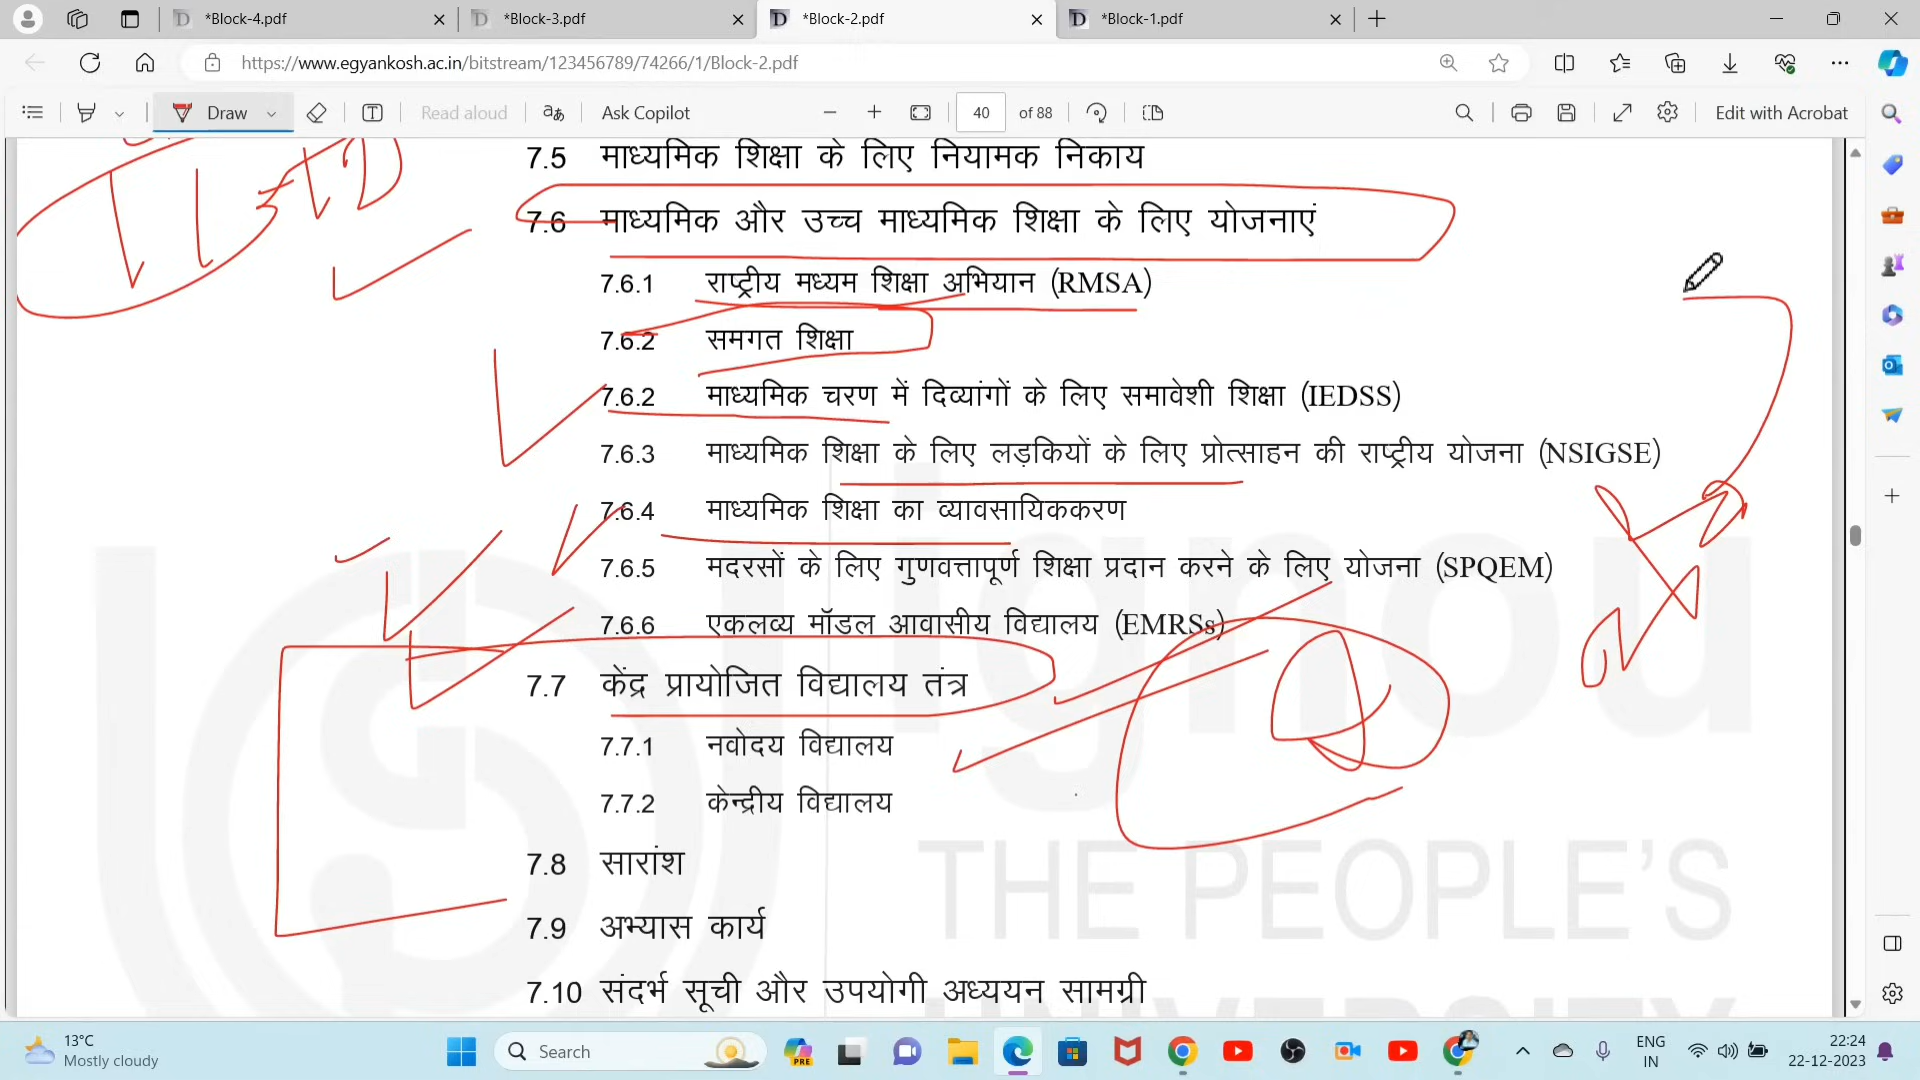 *Block-4.pdf *Block-3.pdf *Block-2.pdf *Block-1.pdf
https://www.egyankosh.ac.in/bitstream/123456789/74266/1/Block-2.pdf
Draw Read aloud Ask Copilot 40 of 88 Edit with Acrobat
7.5 माध्यमिक शिक्षा के लिए नियामक निकाय
7.6 माध्यमिक और उच्च माध्यमिक शिक्षा के लिए योजनाएं
7.6.1 राष्ट्रीय मध्यम शिक्षा अभियान (RMSA)
7.6.2 समगत शिक्षा
7.6.2 माध्यमिक चरण में दिव्यांगों के लिए समावेशी शिक्षा (IEDSS)
7.6.3 माध्यमिक शिक्षा के लिए लड़कियों के लिए प्रोत्साहन की राष्ट्रीय योजना (NSIGSE)
7.6.4 माध्यमिक शिक्षा का व्यावसायिककरण
7.6.5 मदरसों के लिए गुणवत्तापूर्ण शिक्षा प्रदान करने के लिए योजना (SPQEM)
7.6.6 एकलव्य मॉडल आवासीय विद्यालय (EMRSs)
7.7 केंद्र प्रायोजित विद्यालय तंत्र
7.7.1 नवोदय विद्यालय
7.7.2 केन्द्रीय विद्यालय
7.8 सारांश
7.9 अभ्यास कार्य
7.10 संदर्भ सूची और उपयोगी अध्ययन सामग्री
ignou
THE PEOPLE'S
UNIVERSITY
13°C
Mostly cloudy
Search
PRE
ENG
IN
22:24
22-12-2023